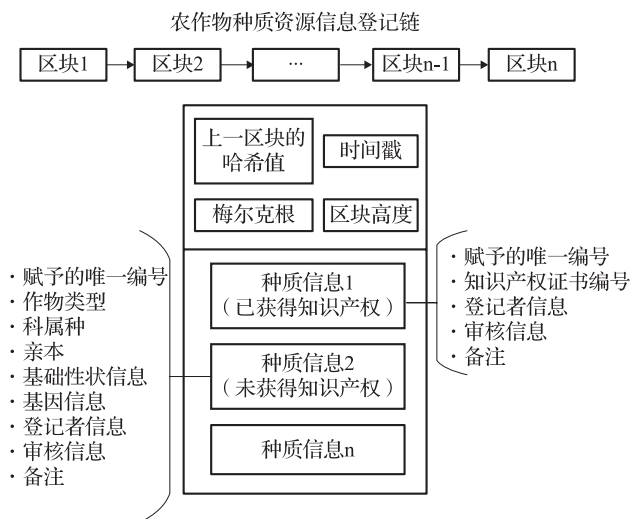 农作物种质资源信息登记链
区块1
区块2
…
区块n-1
区块n
上一区块的
哈希值
时间戳
梅尔克根
区块高度
种质信息1
（已获得知识产权）
种质信息2
（未获得知识产权）
种质信息n
·赋予的唯一编号
·作物类型
·科属种
·亲本
·基础性状信息
·基因信息
·登记者信息
·审核信息
·备注
·赋予的唯一编号
·知识产权证书编号
·登记者信息
·审核信息
·备注